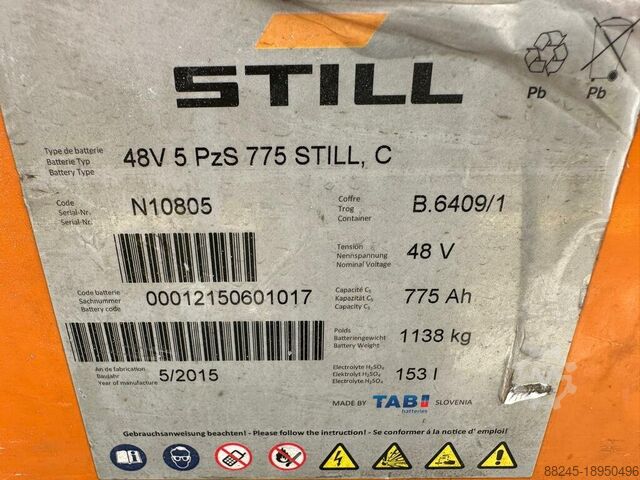 STILL
Pb Pb
Type de batterie
Batterie Typ
Battery Type
48V 5 PzS 775 STILL, C
Code
Serial-Nr.
Serial-Nr.
N10805
Coffre
Trog
Container
B.6409/1
Tension
Nennspannung
Nominal Voltage
48 V
Code batterie
Sachnummer
Battery code
00012150601017
Capacité C₅
Kapazität C₅
Capacity C₅
775 Ah
Poids
Batteriengewicht
Battery Weight
1138 kg
An de fabrication
Baujahr
Year of manufacture
5/2015
Electrolyte H₂SO₄
Elektrolyt H₂SO₄
Electrolyte H₂SO₄
153 l
MADE BY TAB batteries SLOVENIA
Gebrauchsanweisung beachten! - Please follow the instruction! - Se conformer á la notice d' emploi!
88245-18950496